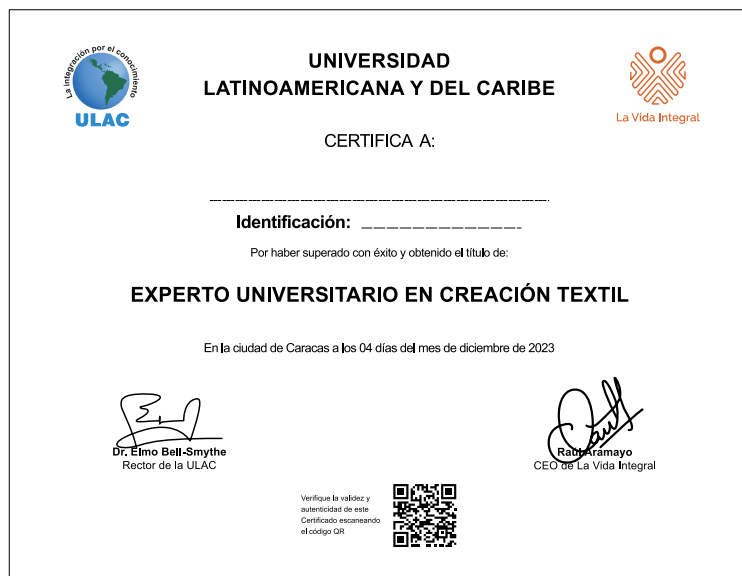 La integración por el conocimiento
ULAC
UNIVERSIDAD
LATINOAMERICANA Y DEL CARIBE
La Vida Integral
CERTIFICA A:
Identificación:
Por haber superado con éxito y obtenido el título de:
EXPERTO UNIVERSITARIO EN CREACIÓN TEXTIL
En la ciudad de Caracas a los 04 días del mes de diciembre de 2023
Dr. Elmo Bell-Smythe
Rector de la ULAC
Raúl Aramayo
CEO de La Vida Integral
Verifique la validez y
autenticidad de este
Certificado escaneando
el código QR